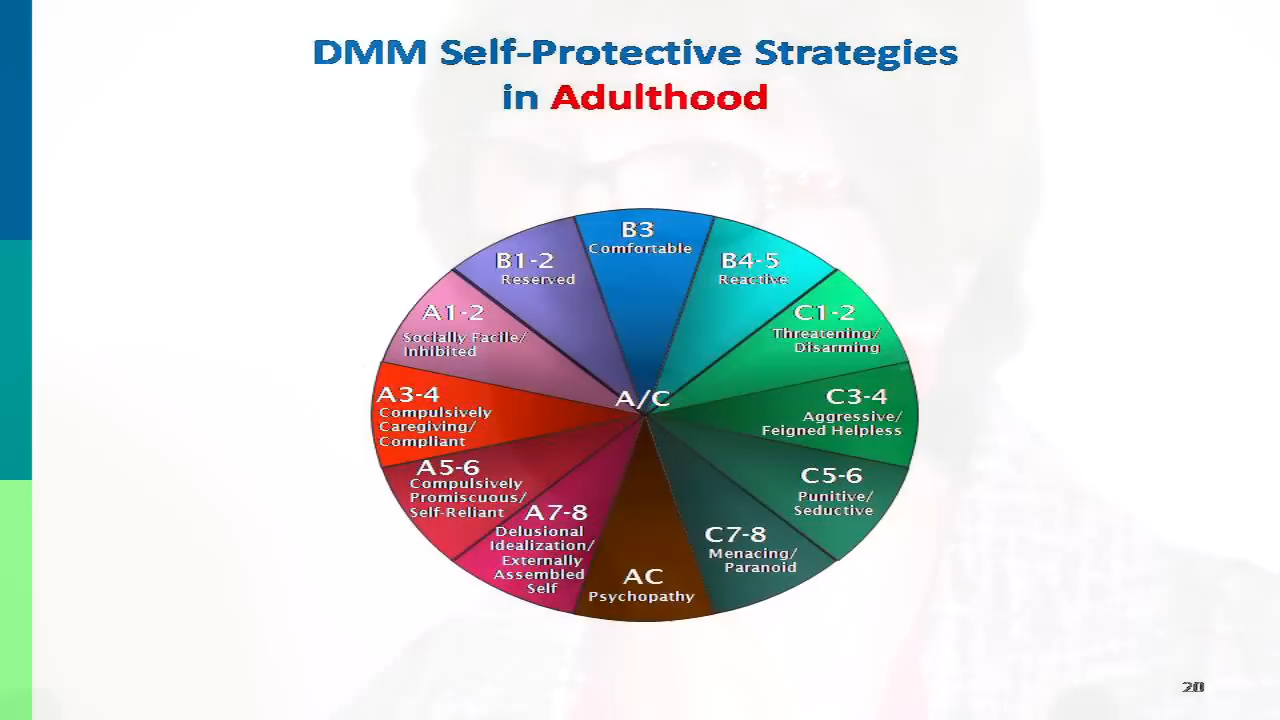 DMM Self-Protective Strategies
in Adulthood
B3
Comfortable
B1-2
Reserved
B4-5
Reactive
A1-2
Socially Facile/
Inhibited
C1-2
Threatening/
Disarming
A3-4
Compulsively
Caregiving/
Compliant
A/C
C3-4
Aggressive/
Feigned Helpless
A5-6
Compulsively
Promiscuous/
Self-Reliant
C5-6
Punitive/
Seductive
A7-8
Delusional
Idealization/
Externally
Assembled
Self
C7-8
Menacing/
Paranoid
AC
Psychopathy
20